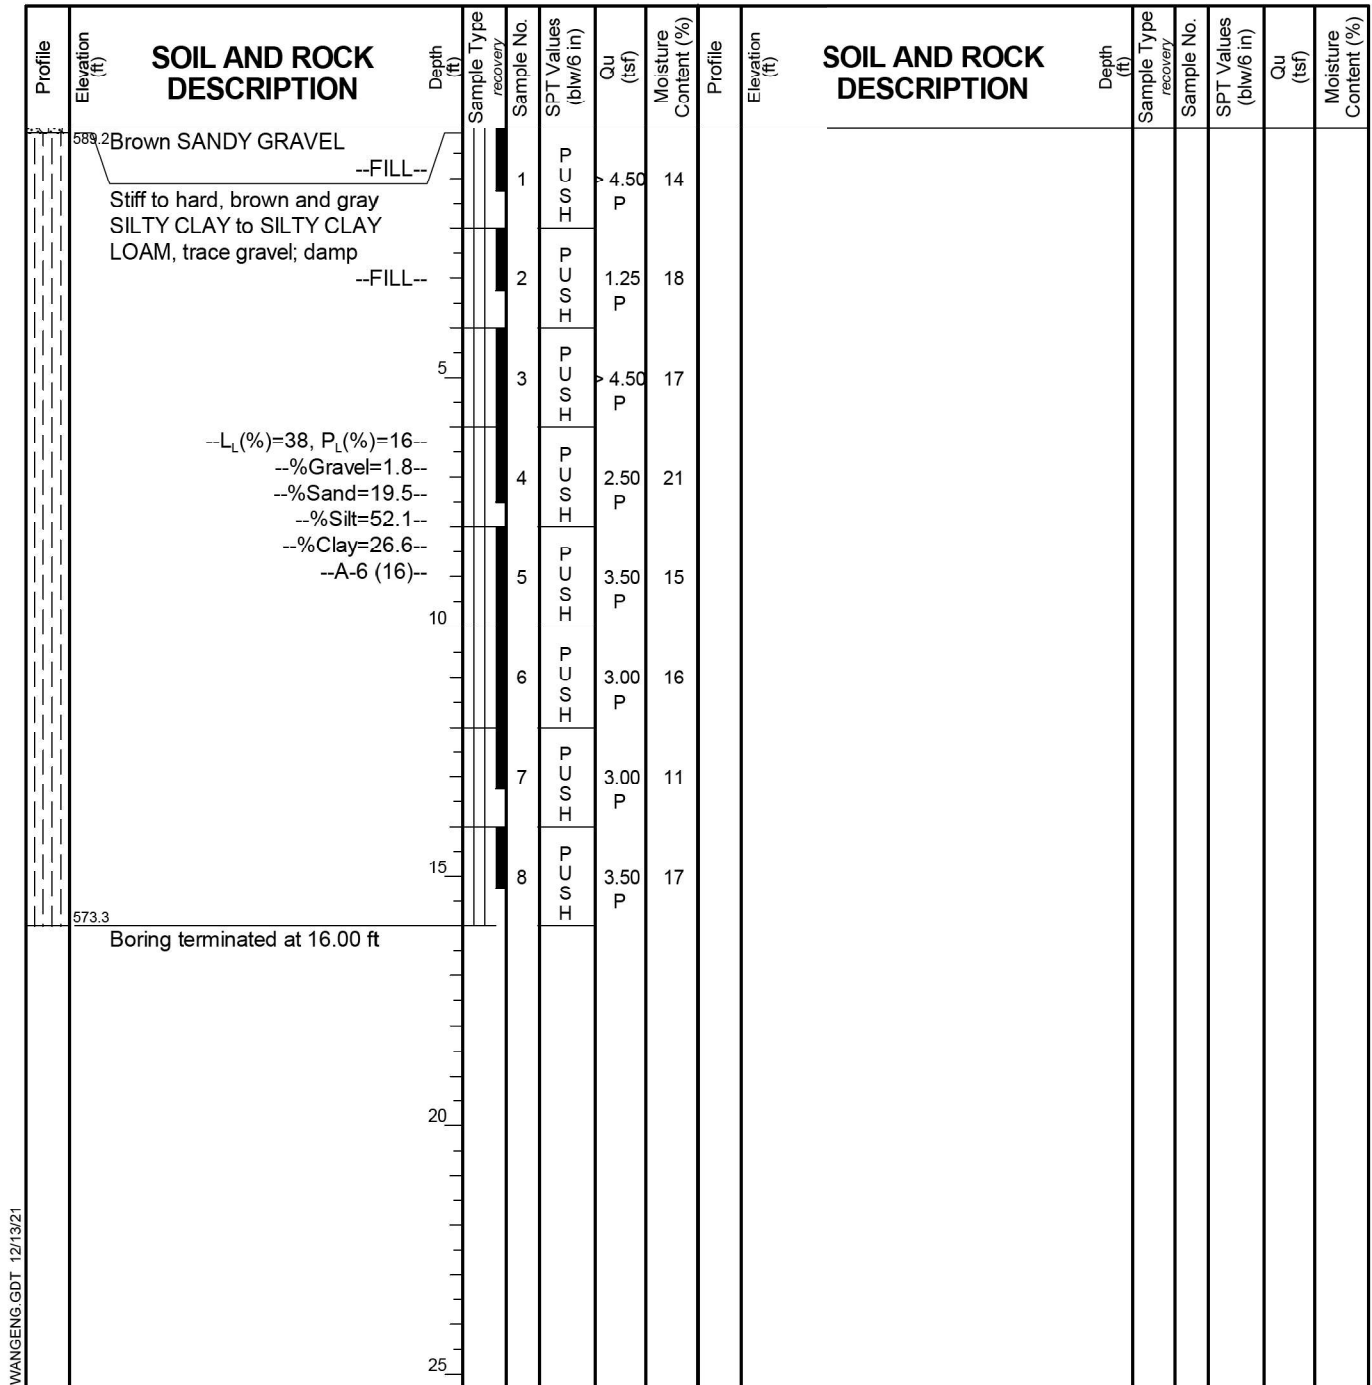 Profile
Elevation
(ft)
SOIL AND ROCK
DESCRIPTION
Depth
(ft)
Sample Type
recovery
Sample No.
SPT Values
(blw/6 in)
Qu
(tsf)
Moisture
Content (%)
Profile
Elevation
(ft)
SOIL AND ROCK
DESCRIPTION
Depth
(ft)
Sample Type
recovery
Sample No.
SPT Values
(blw/6 in)
Qu
(tsf)
Moisture
Content (%)
589.2 Brown SANDY GRAVEL
--FILL--
1 PUSH > 4.50 P 14
Stiff to hard, brown and gray
SILTY CLAY to SILTY CLAY
LOAM, trace gravel; damp
--FILL--
2 PUSH 1.25 P 18
5
3 PUSH > 4.50 P 17
--LL(%)=38, PL(%)=16--
--%Gravel=1.8--
4 PUSH 2.50 P 21
--%Sand=19.5--
--%Silt=52.1--
--%Clay=26.6--
--A-6 (16)--
5 PUSH 3.50 P 15
10
6 PUSH 3.00 P 16
7 PUSH 3.00 P 11
15
8 PUSH 3.50 P 17
573.3
Boring terminated at 16.00 ft
20
25
WANGENG.GDT 12/13/21